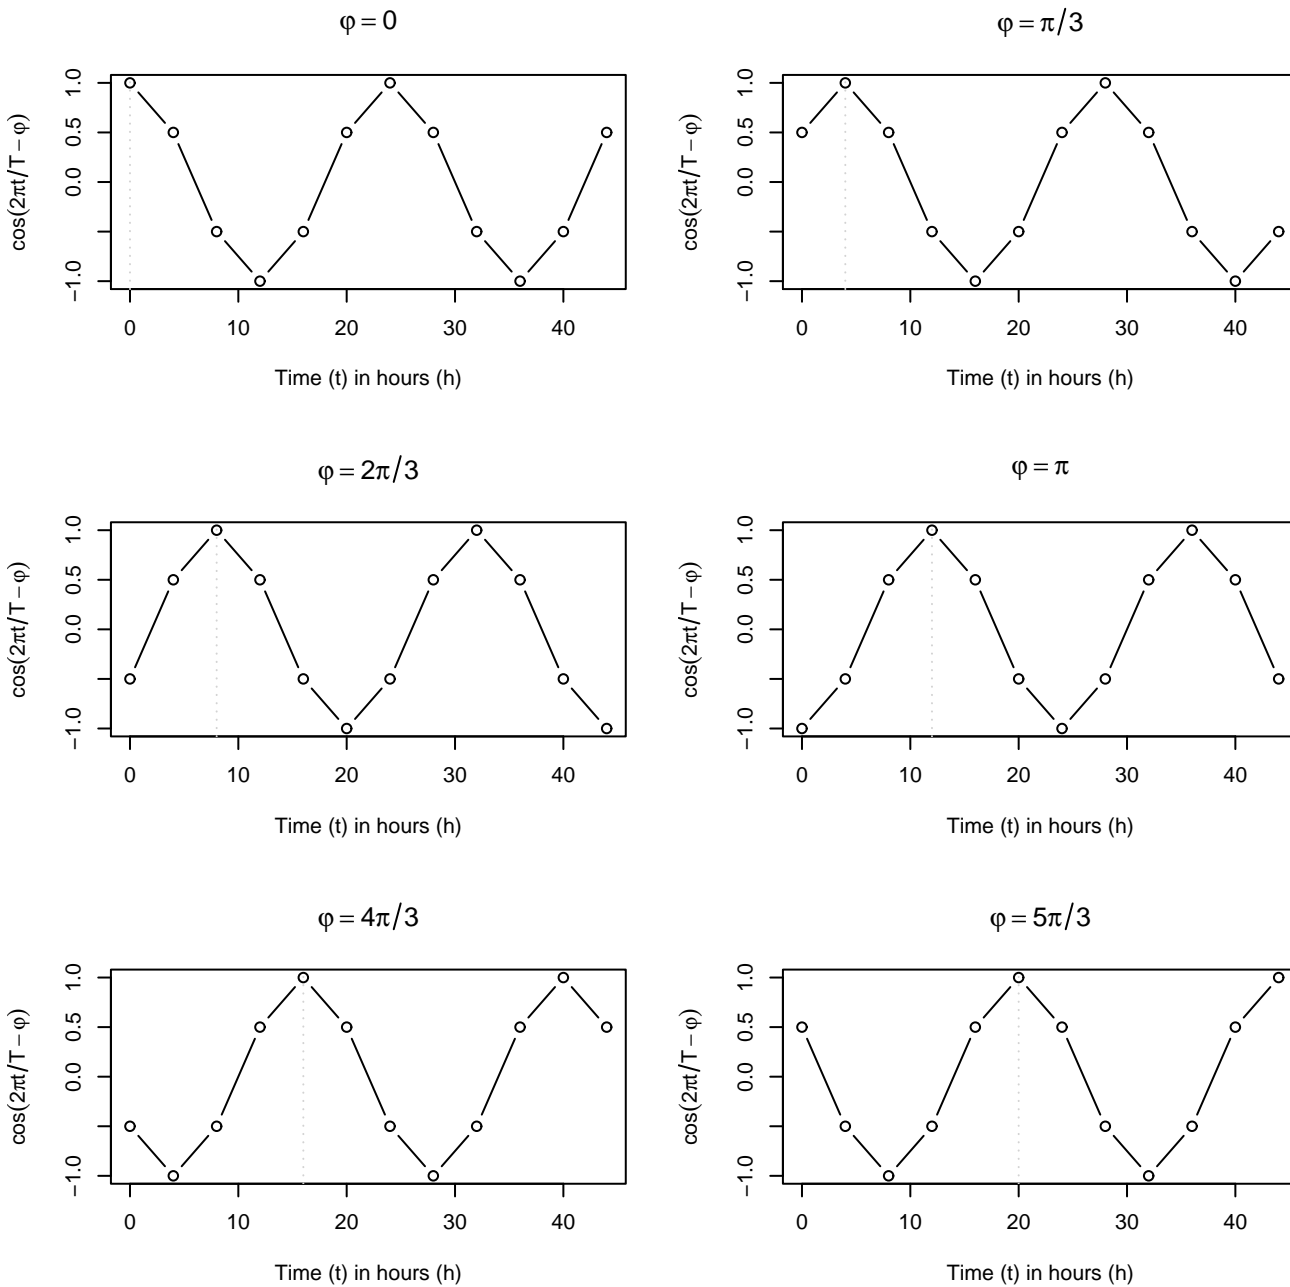 φ = 0
cos(2πt/T − φ)
1.0
0.5
0.0
−1.0
0 10 20 30 40
Time (t) in hours (h)
φ = π/3
cos(2πt/T − φ)
1.0
0.5
0.0
−1.0
0 10 20 30 40
Time (t) in hours (h)
φ = 2π/3
cos(2πt/T − φ)
1.0
0.5
0.0
−1.0
0 10 20 30 40
Time (t) in hours (h)
φ = π
cos(2πt/T − φ)
1.0
0.5
0.0
−1.0
0 10 20 30 40
Time (t) in hours (h)
φ = 4π/3
cos(2πt/T − φ)
1.0
0.5
0.0
−1.0
0 10 20 30 40
Time (t) in hours (h)
φ = 5π/3
cos(2πt/T − φ)
1.0
0.5
0.0
−1.0
0 10 20 30 40
Time (t) in hours (h)